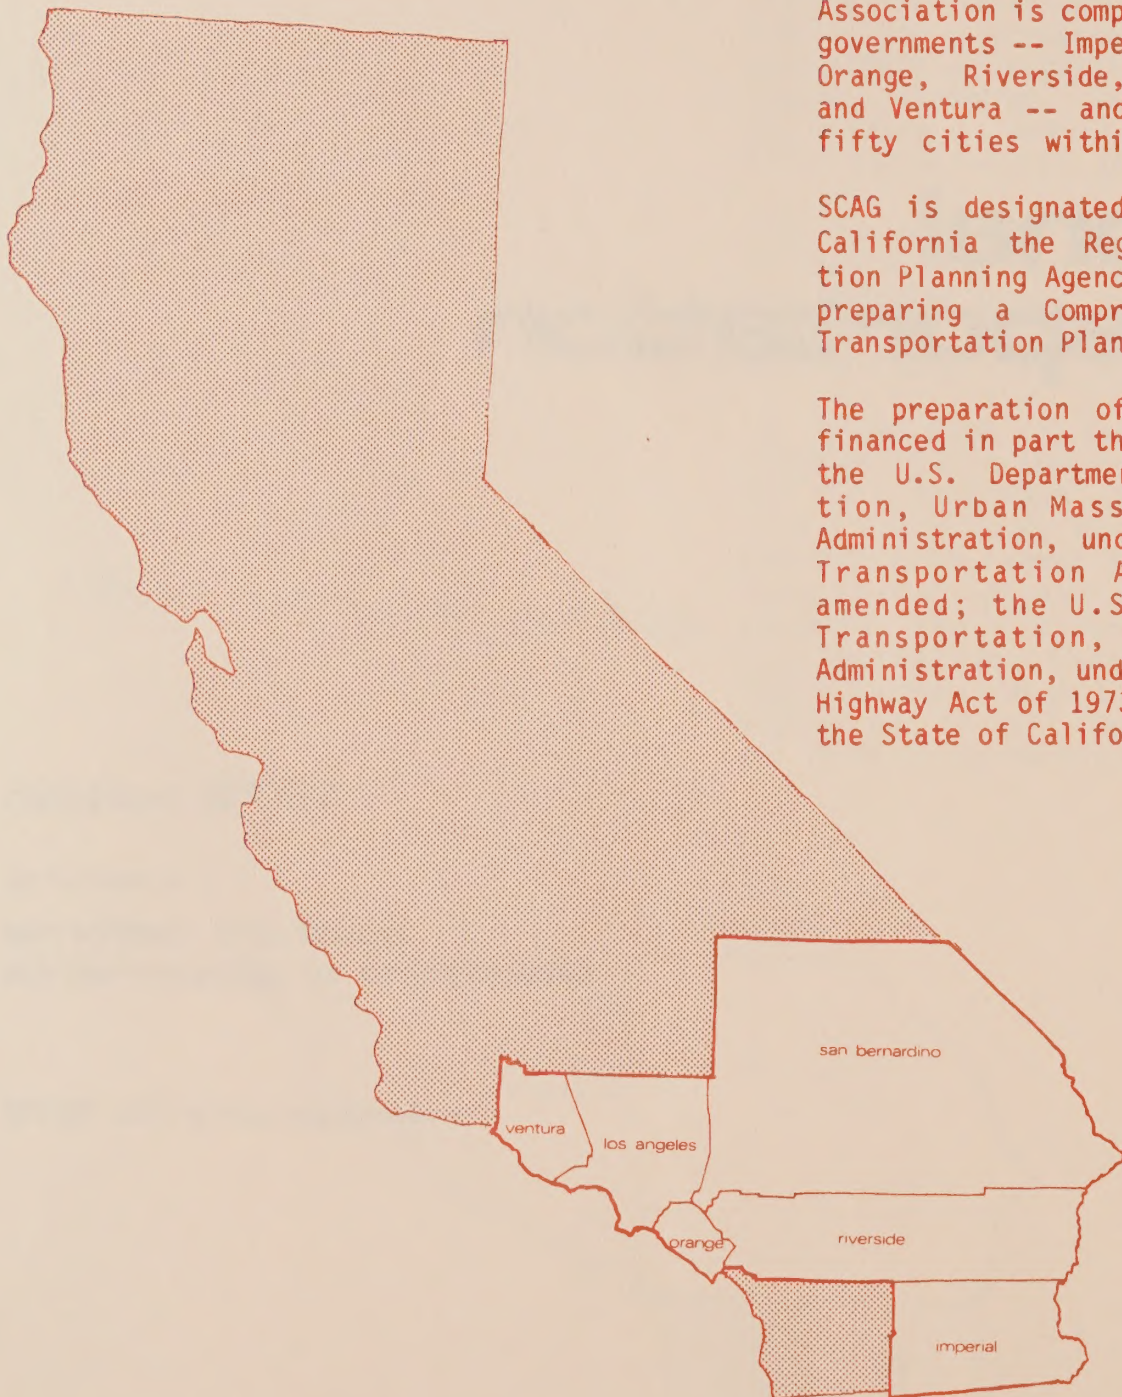 Association is comp
governments -- Impe
Orange, Riverside,
and Ventura -- and
fifty cities withi
SCAG is designated
California the Reg
tion Planning Agenc
preparing a Compr
Transportation Plan
The preparation of
financed in part th
the U.S. Departmen
tion, Urban Mass
Administration, und
Transportation A
amended; the U.S
Transportation,
Administration, und
Highway Act of 197
the State of Califo
san bernardino
ventura
los angeles
orange
riverside
imperial